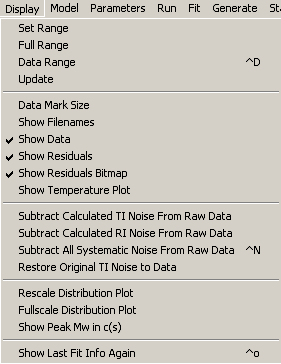 Display Model Parameters Run Fit Generate
Set Range
Full Range
Data Range ^D
Update
Data Mark Size
Show Filenames
Show Data
Show Residuals
Show Residuals Bitmap
Show Temperature Plot
Subtract Calculated TI Noise From Raw Data
Subtract Calculated RI Noise From Raw Data
Subtract All Systematic Noise From Raw Data ^N
Restore Original TI Noise to Data
Rescale Distribution Plot
Fullscale Distribution Plot
Show Peak Mw in c(s)
Show Last Fit Info Again ^o